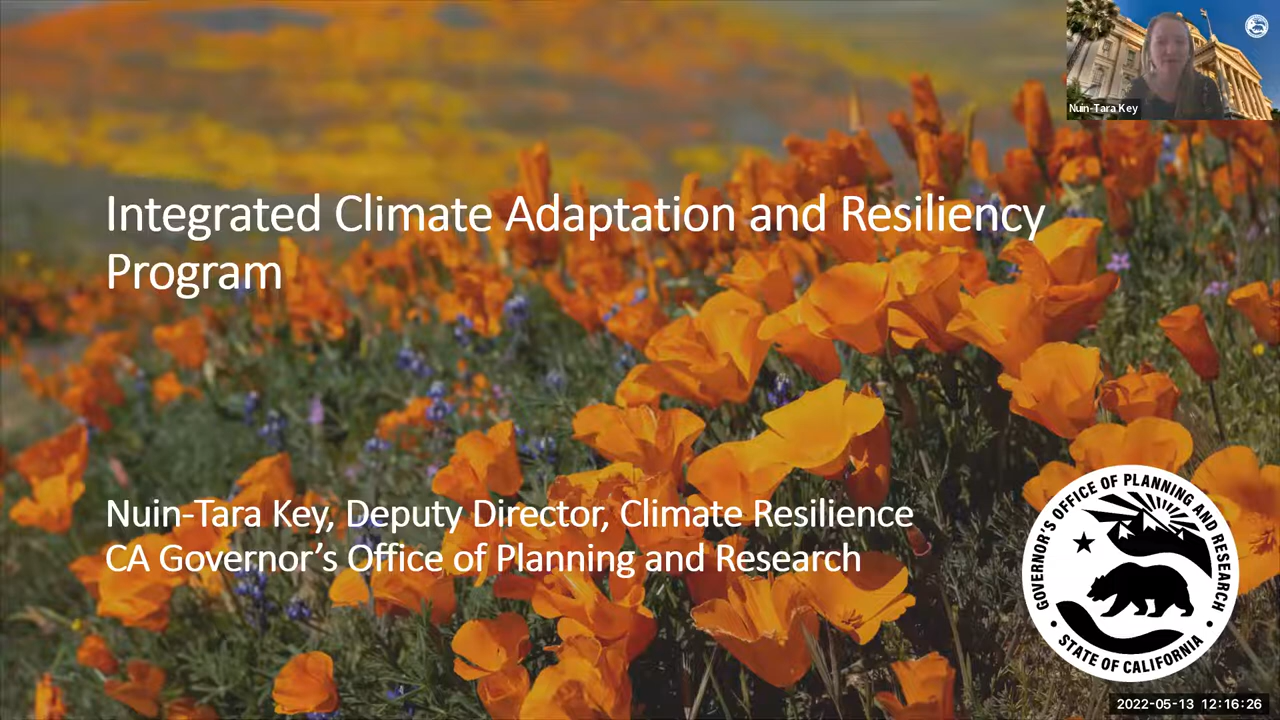 Nuin-Tara Key
Integrated Climate Adaptation and Resiliency
Program
Nuin-Tara Key, Deputy Director, Climate Resilience
CA Governor's Office of Planning and Research
GOVERNOR'S OFFICE OF PLANNING AND RESEARCH
STATE OF CALIFORNIA
2022-05-13 12:16:26